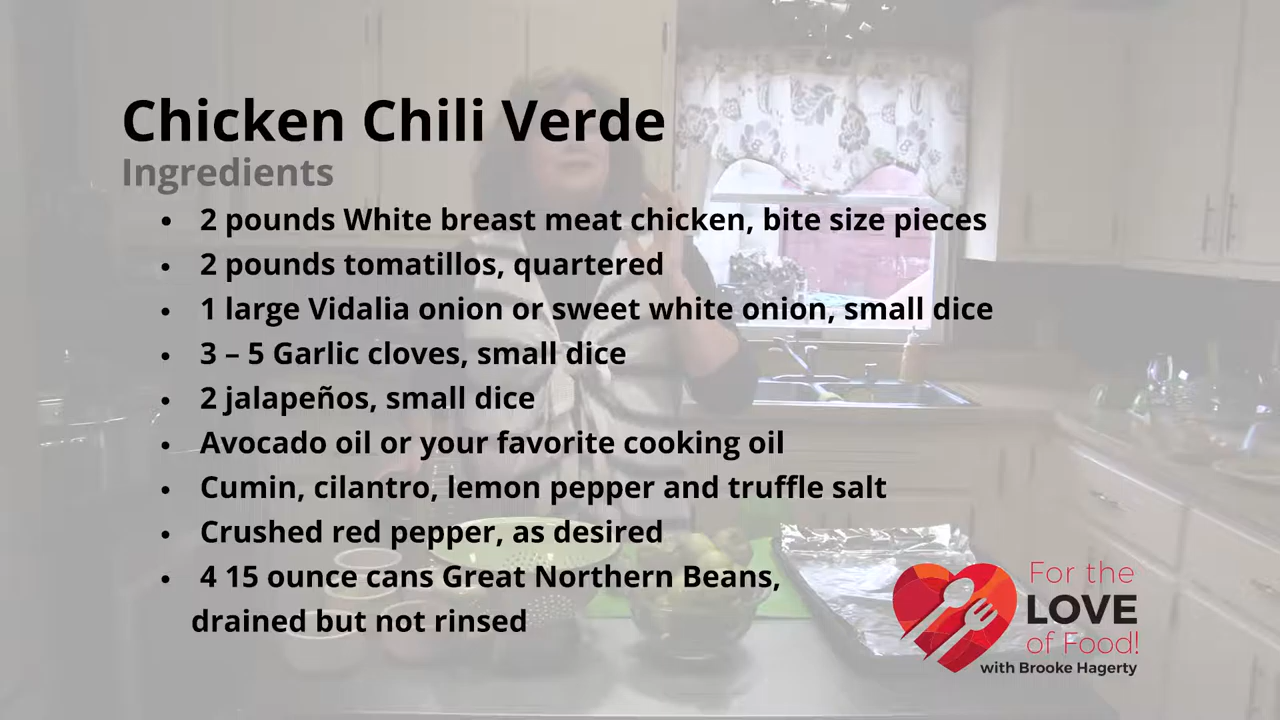 Chicken Chili Verde
Ingredients
• 2 pounds White breast meat chicken, bite size pieces
• 2 pounds tomatillos, quartered
• 1 large Vidalia onion or sweet white onion, small dice
• 3 – 5 Garlic cloves, small dice
• 2 jalapeños, small dice
• Avocado oil or your favorite cooking oil
• Cumin, cilantro, lemon pepper and truffle salt
• Crushed red pepper, as desired
• 4 15 ounce cans Great Northern Beans,
drained but not rinsed
For the
LOVE
of Food!
with Brooke Hagerty